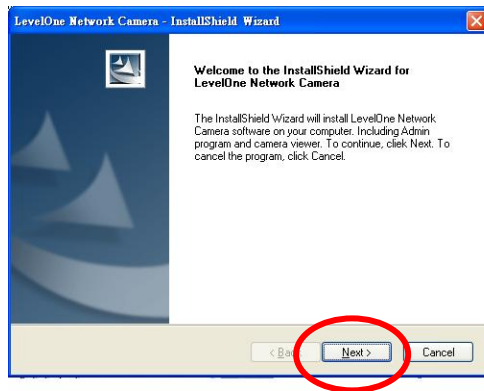 LevelOne Network Camera - InstallShield Wizard
Welcome to the InstallShield Wizard for
LevelOne Network Camera
The InstallShield Wizard will install LevelOne Network
Camera software on your computer. Including Admin
program and camera viewer. To continue, cliek Next. To
cancel the program, click Cancel.
< Back Next > Cancel